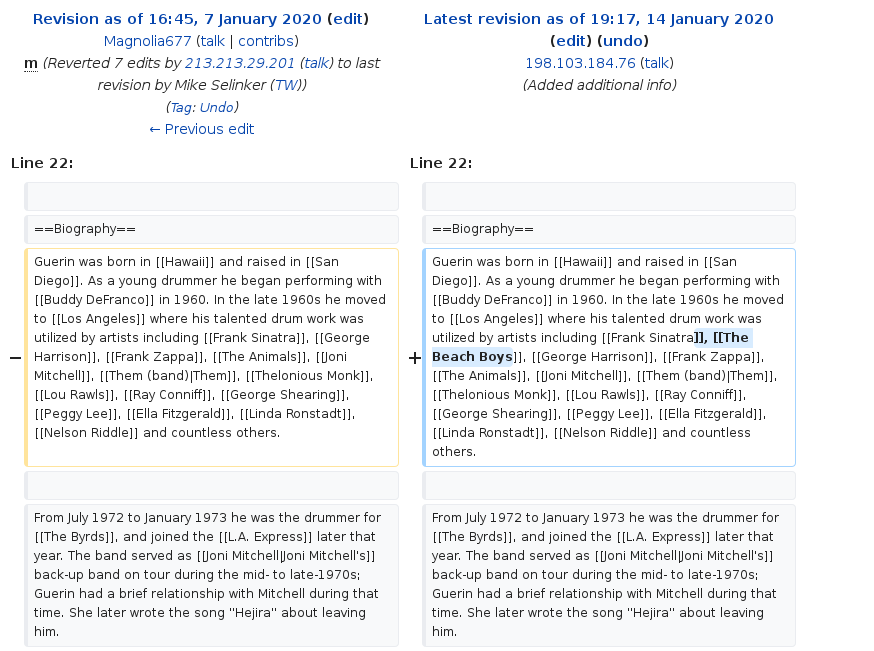 Revision as of 16:45, 7 January 2020 (edit)
Magnolia677 (talk | contribs)
m (Reverted 7 edits by 213.213.29.201 (talk) to last
revision by Mike Selinker (TW))
(Tag: Undo)
← Previous edit
Latest revision as of 19:17, 14 January 2020
(edit) (undo)
198.103.184.76 (talk)
(Added additional info)
Line 22:
==Biography==
− Guerin was born in [[Hawaii]] and raised in [[San
Diego]]. As a young drummer he began performing with
[[Buddy DeFranco]] in 1960. In the late 1960s he moved
to [[Los Angeles]] where his talented drum work was
utilized by artists including [[Frank Sinatra]], [[George
Harrison]], [[Frank Zappa]], [[The Animals]], [[Joni
Mitchell]], [[Them (band)|Them]], [[Thelonious Monk]],
[[Lou Rawls]], [[Ray Conniff]], [[George Shearing]],
[[Peggy Lee]], [[Ella Fitzgerald]], [[Linda Ronstadt]],
[[Nelson Riddle]] and countless others.
From July 1972 to January 1973 he was the drummer for
[[The Byrds]], and joined the [[L.A. Express]] later that
year. The band served as [[Joni Mitchell|Joni Mitchell's]]
back-up band on tour during the mid- to late-1970s;
Guerin had a brief relationship with Mitchell during that
time. She later wrote the song ''Hejira'' about leaving
him.
Line 22:
==Biography==
+ Guerin was born in [[Hawaii]] and raised in [[San
Diego]]. As a young drummer he began performing with
[[Buddy DeFranco]] in 1960. In the late 1960s he moved
to [[Los Angeles]] where his talented drum work was
utilized by artists including [[Frank Sinatra]], [[The
Beach Boys]], [[George Harrison]], [[Frank Zappa]],
[[The Animals]], [[Joni Mitchell]], [[Them (band)|Them]],
[[Thelonious Monk]], [[Lou Rawls]], [[Ray Conniff]],
[[George Shearing]], [[Peggy Lee]], [[Ella Fitzgerald]],
[[Linda Ronstadt]], [[Nelson Riddle]] and countless
others.
From July 1972 to January 1973 he was the drummer for
[[The Byrds]], and joined the [[L.A. Express]] later that
year. The band served as [[Joni Mitchell|Joni Mitchell's]]
back-up band on tour during the mid- to late-1970s;
Guerin had a brief relationship with Mitchell during that
time. She later wrote the song ''Hejira'' about leaving
him.